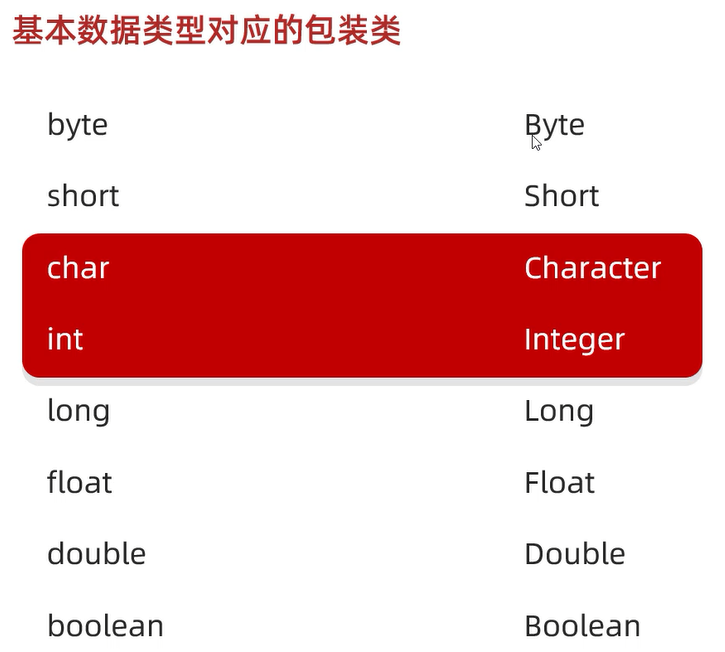 基本数据类型对应的包装类
byte Byte
short Short
char Character
int Integer
long Long
float Float
double Double
boolean Boolean